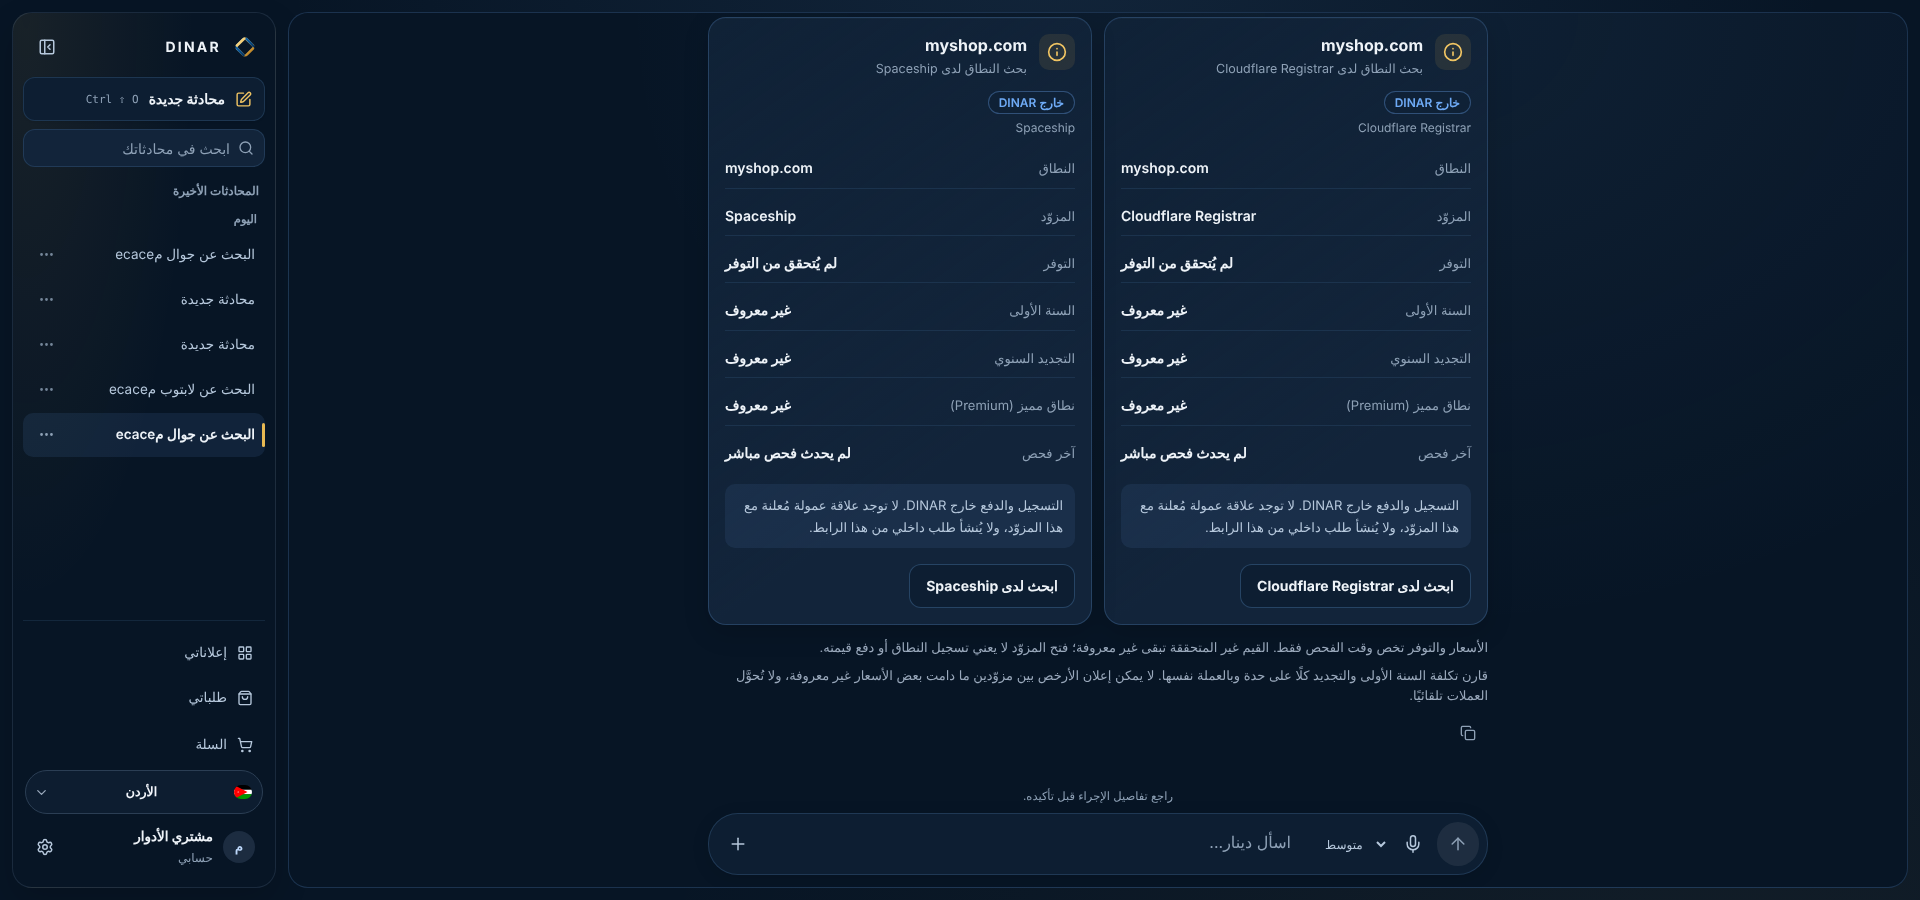 DINAR
محادثة جديدة Ctrl ⇧ O
ابحث في محادثاتك
المحادثات الأخيرة
اليوم
البحث عن جوال مecace
محادثة جديدة
محادثة جديدة
البحث عن لابتوب مecace
البحث عن جوال مecace
إعلاناتي
طلباتي
السلة
الأردن
م
مشتري الأدوار
حسابي
myshop.com
بحث النطاق لدى Cloudflare Registrar
خارج DINAR
Cloudflare Registrar
النطاق myshop.com
المزوّد Cloudflare Registrar
التوفر لم يُتحقق من التوفر
السنة الأولى غير معروف
التجديد السنوي غير معروف
نطاق مميز (Premium) غير معروف
آخر فحص لم يحدث فحص مباشر
التسجيل والدفع خارج DINAR. لا توجد علاقة عمولة مُعلنة مع
هذا المزوّد، ولا يُنشأ طلب داخلي من هذا الرابط.
ابحث لدى Cloudflare Registrar
myshop.com
بحث النطاق لدى Spaceship
خارج DINAR
Spaceship
النطاق myshop.com
المزوّد Spaceship
التوفر لم يُتحقق من التوفر
السنة الأولى غير معروف
التجديد السنوي غير معروف
نطاق مميز (Premium) غير معروف
آخر فحص لم يحدث فحص مباشر
التسجيل والدفع خارج DINAR. لا توجد علاقة عمولة مُعلنة مع
هذا المزوّد، ولا يُنشأ طلب داخلي من هذا الرابط.
ابحث لدى Spaceship
الأسعار والتوفر تخص وقت الفحص فقط. القيم غير المتحققة تبقى غير معروفة؛ فتح المزوّد لا يعني تسجيل النطاق أو دفع قيمته.
قارن تكلفة السنة الأولى والتجديد كلًا على حدة وبالعملة نفسها. لا يمكن إعلان الأرخص بين مزوّدين ما دامت بعض الأسعار غير معروفة، ولا تُحوَّل
العملات تلقائيًا.
راجع تفاصيل الإجراء قبل تأكيده.
متوسط
اسأل دينار...